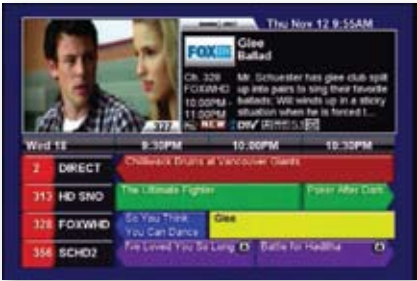 Thu Nov 12 9:55AM
FOX
Glee
Ballad
Ch. 328
FOXWHD
10:00PM -
11:00PM
Mr. Schuester has glee club split
up into pairs to sing their favorite
ballads; Will winds up in a sticky
situation when he is forced t...
NEW
327
Wed 18 9:30PM 10:00PM 10:30PM
2 DIRECT Chilliwack Bruins at Vancouver Giants
313 HD SNO The Ultimate Fighter Poker After Dark
328 FOXWHD So You Think
You Can Dance Glee
356 SCHD2 I've Loved You So Long Battle for Haditha